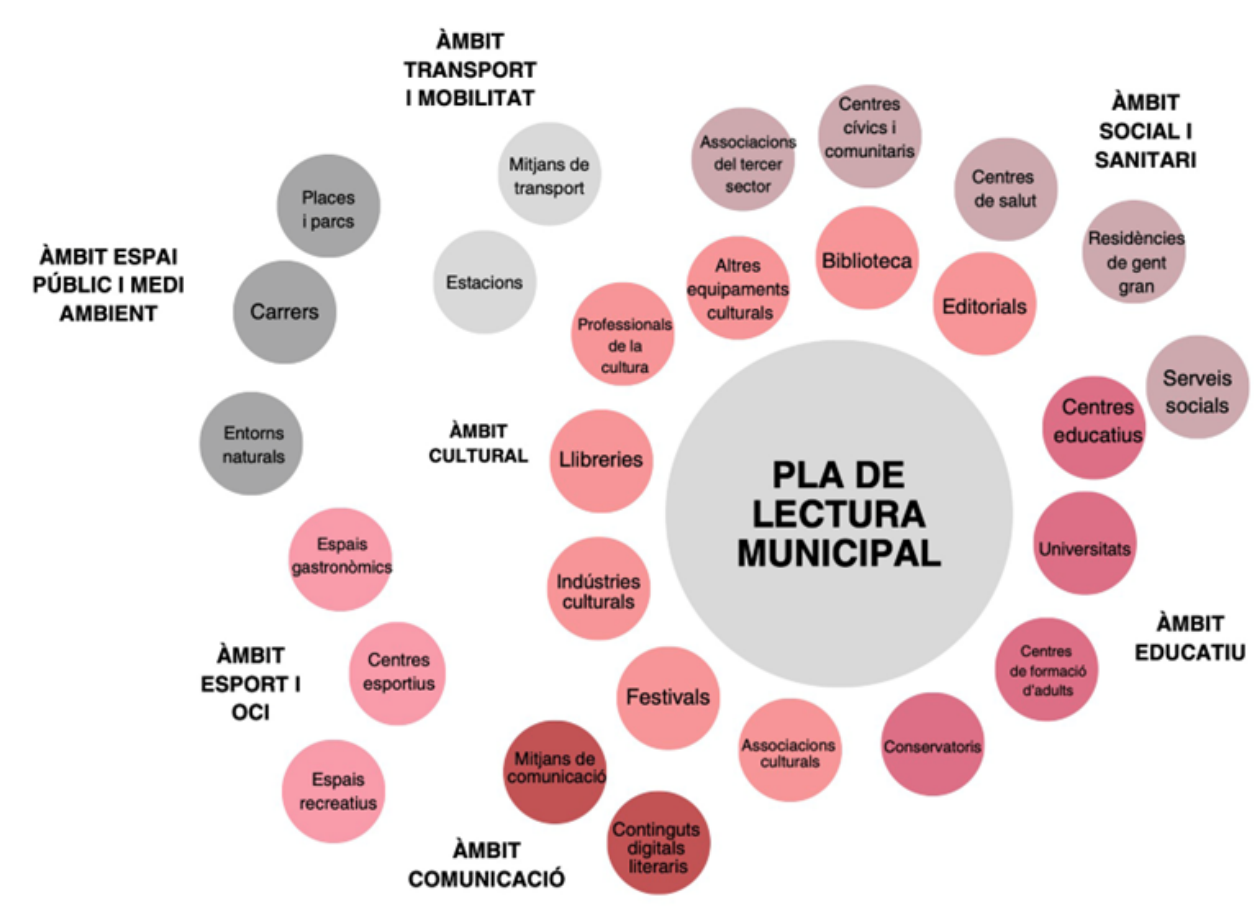 ÀMBIT
TRANSPORT
I MOBILITAT
Mitjans de
transport
Estacions
Places
i parcs
Carrers
Entorns
naturals
ÀMBIT ESPAI
PÚBLIC I MEDI
AMBIENT
Associacions
del tercer
sector
Centres
cívics i
comunitaris
Centres
de salut
Residències
de gent
gran
Serveis
socials
ÀMBIT
SOCIAL I
SANITARI
Professionals
de la
cultura
Altres
equipaments
culturals
Biblioteca
Editorials
ÀMBIT
CULTURAL
Llibreries
Indústries
culturals
Festivals
Associacions
culturals
PLA DE
LECTURA
MUNICIPAL
Centres
educatius
Universitats
Centres
de formació
d'adults
Conservatoris
ÀMBIT
EDUCATIU
Espais
gastronòmics
Centres
esportius
Espais
recreatius
ÀMBIT
ESPORT I
OCI
Mitjans de
comunicació
Continguts
digitals
literaris
ÀMBIT
COMUNICACIÓ